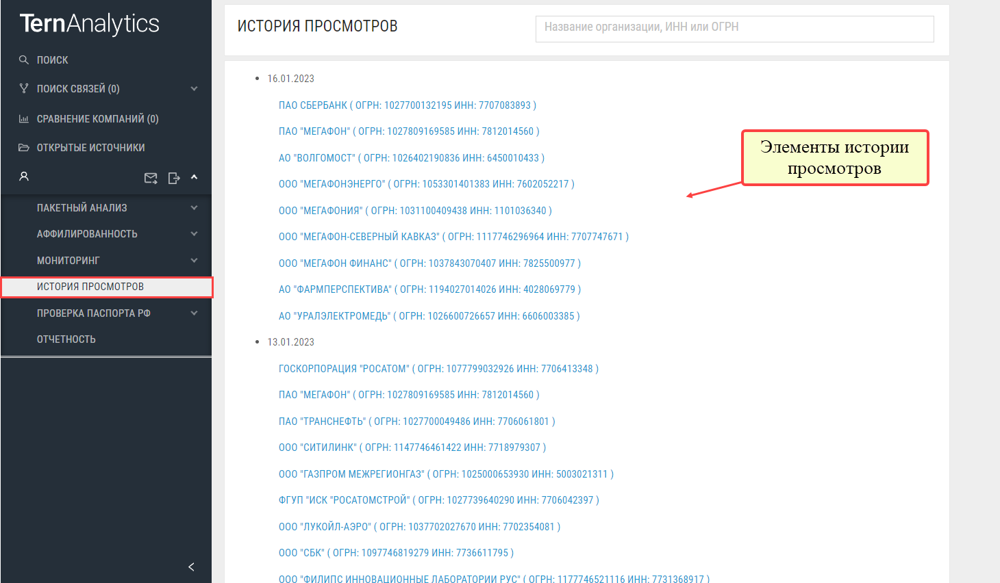 TernAnalytics
ПОИСК
ПОИСК СВЯЗЕЙ (0)
СРАВНЕНИЕ КОМПАНИЙ (0)
ОТКРЫТЫЕ ИСТОЧНИКИ
ПАКЕТНЫЙ АНАЛИЗ
АФФИЛИРОВАННОСТЬ
МОНИТОРИНГ
ИСТОРИЯ ПРОСМОТРОВ
ПРОВЕРКА ПАСПОРТА РФ
ОТЧЕТНОСТЬ
ИСТОРИЯ ПРОСМОТРОВ
Название организации, ИНН или ОГРН
16.01.2023
ПАО СБЕРБАНК ( ОГРН: 1027700132195 ИНН: 7707083893 )
ПАО "МЕГАФОН" ( ОГРН: 1027809169585 ИНН: 7812014560 )
АО "ВОЛГОМОСТ" ( ОГРН: 1026402190836 ИНН: 6450010433 )
ООО "МЕГАФОНЭНЕРГО" ( ОГРН: 1053301401383 ИНН: 7602052217 )
ООО "МЕГАФОНИЯ" ( ОГРН: 1031100409438 ИНН: 1101036340 )
ООО "МЕГАФОН-СЕВЕРНЫЙ КАВКАЗ" ( ОГРН: 1117746296964 ИНН: 7707747671 )
ООО "МЕГАФОН ФИНАНС" ( ОГРН: 1037843070407 ИНН: 7825500977 )
АО "ФАРМПЕРСПЕКТИВА" ( ОГРН: 1194027014026 ИНН: 4028069779 )
АО "УРАЛЭЛЕКТРОМЕДЬ" ( ОГРН: 1026600726657 ИНН: 6606003385 )
Элементы истории
просмотров
13.01.2023
ГОСКОРПОРАЦИЯ "РОСАТОМ" ( ОГРН: 1077799032926 ИНН: 7706413348 )
ПАО "МЕГАФОН" ( ОГРН: 1027809169585 ИНН: 7812014560 )
ПАО "ТРАНСНЕФТЬ" ( ОГРН: 1027700049486 ИНН: 7706061801 )
ООО "СИТИЛИНК" ( ОГРН: 1147746461422 ИНН: 7718979307 )
ООО "ГАЗПРОМ МЕЖРЕГИОНГАЗ" ( ОГРН: 1025000653930 ИНН: 5003021311 )
ФГУП "ИСК "РОСАТОМСТРОЙ" ( ОГРН: 1027739640290 ИНН: 7706042397 )
ООО "ЛУКОЙЛ-АЭРО" ( ОГРН: 1037702027670 ИНН: 7702354081 )
ООО "СБК" ( ОГРН: 1097746819279 ИНН: 7736611795 )
ООО "ФИЛИПС ИННОВАЦИОННЫЕ ЛАБОРАТОРИИ РУС" ( ОГРН: 1177746521116 ИНН: 7731368917 )